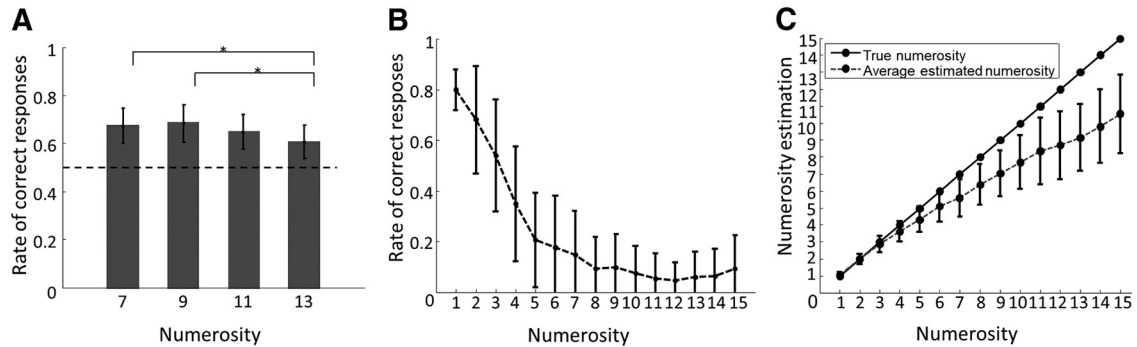 A
Rate of correct responses
1
0.8
0.6
0.4
0.2
0
*
*
7 9 11 13
Numerosity
B
Rate of correct resposes
1
0.8
0.6
0.4
0.2
0
1 2 3 4 5 6 7 8 9 10 11 12 13 14 15
Numerosity
C
Numerosity estimation
15
14
13
12
11
10
9
8
7
6
5
4
3
2
1
0
True numerosity
Average estimated numerosity
1 2 3 4 5 6 7 8 9 10 11 12 13 14 15
Numerosity